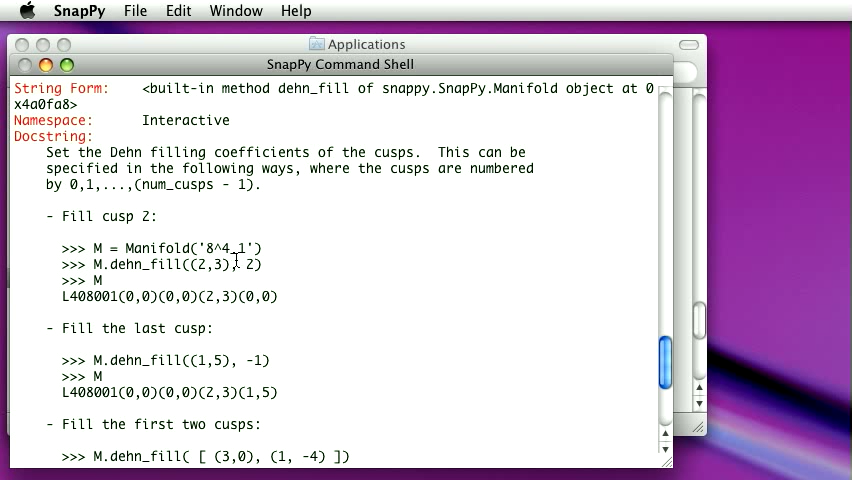 SnapPy File Edit Window Help
Applications
SnapPy Command Shell
String Form: <built-in method dehn_fill of snappy.SnapPy.Manifold object at 0
x4a0fa8>
Namespace: Interactive
Docstring:
Set the Dehn filling coefficients of the cusps. This can be
specified in the following ways, where the cusps are numbered
by 0,1,...,(num_cusps - 1).
- Fill cusp 2:
>>> M = Manifold('8^4_1')
>>> M.dehn_fill((2,3), 2)
>>> M
L408001(0,0)(0,0)(2,3)(0,0)
- Fill the last cusp:
>>> M.dehn_fill((1,5), -1)
>>> M
L408001(0,0)(0,0)(2,3)(1,5)
- Fill the first two cusps:
>>> M.dehn_fill( [ (3,0), (1, -4) ])